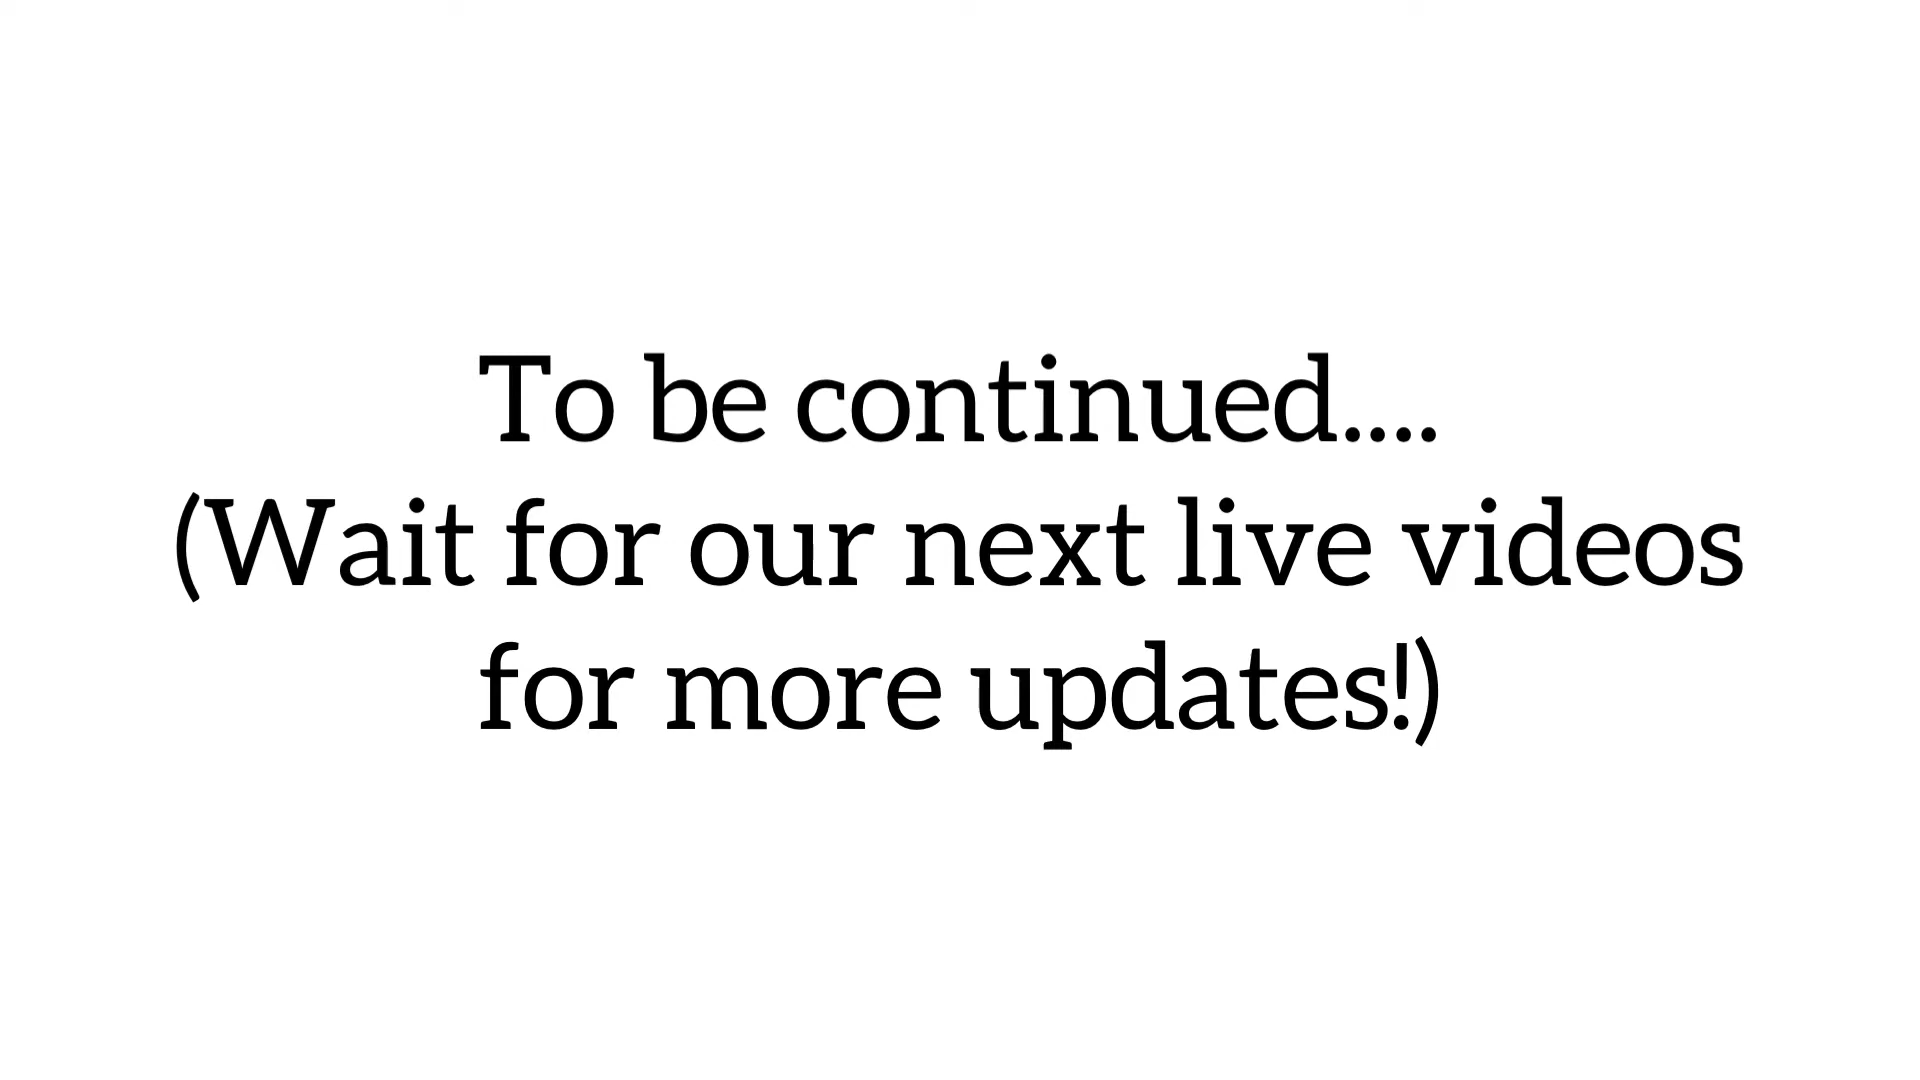 To be continued....
(Wait for our next live videos
for more updates!)